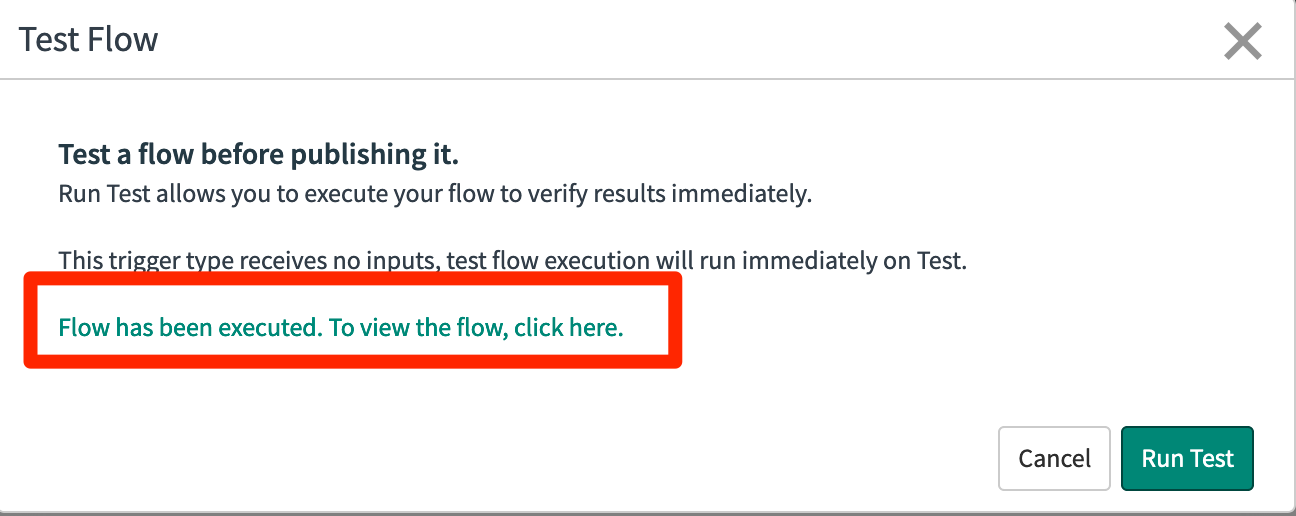 Test Flow
Test a flow before publishing it.
Run Test allows you to execute your flow to verify results immediately.
This trigger type receives no inputs, test flow execution will run immediately on Test.
Flow has been executed. To view the flow, click here.
Cancel
Run Test